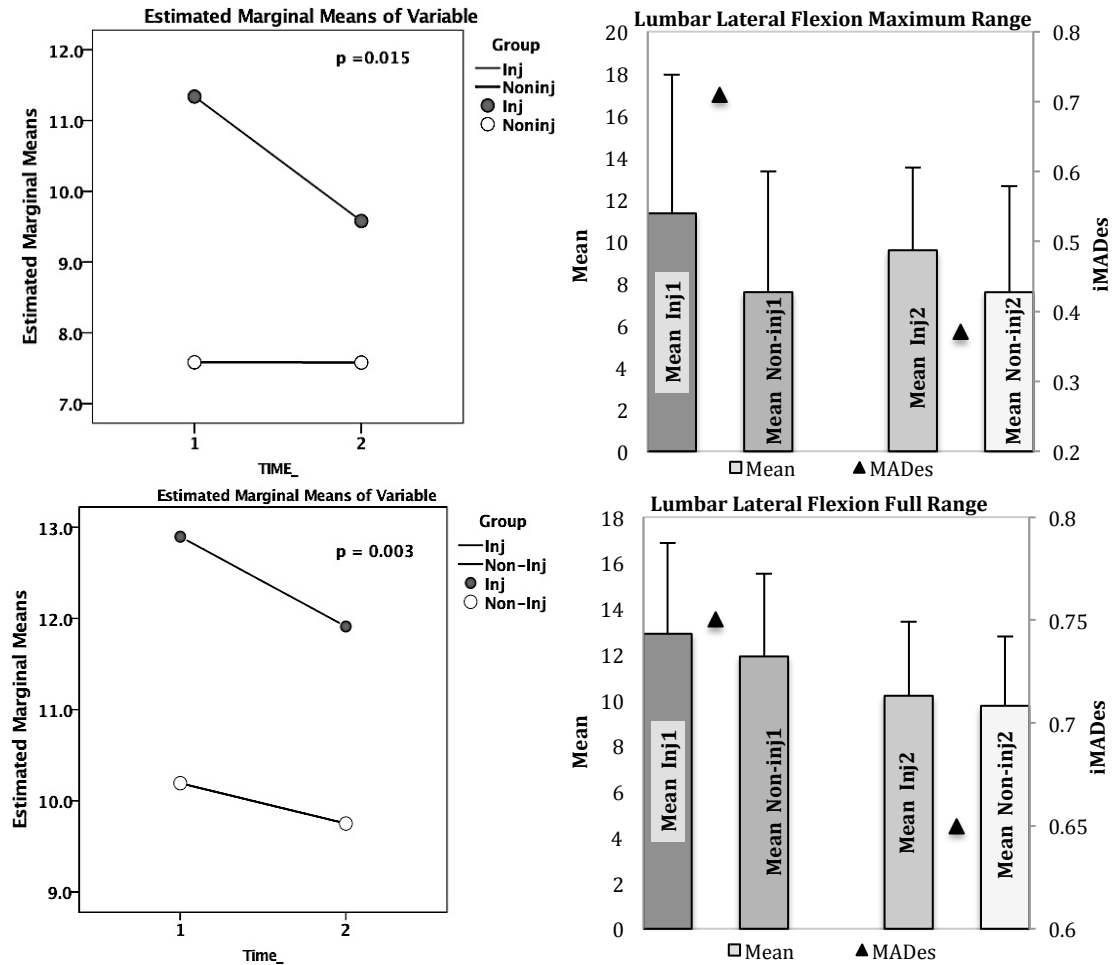 Estimated Marginal Means of Variable
Estimated Marginal Means
12.0
11.0
10.0
9.0
8.0
7.0
p =0.015
1
2
TIME_
Group
Inj
Noninj
Inj
Noninj
Lumbar Lateral Flexion Maximum Range
Mean
20
18
16
14
12
10
8
6
4
2
0
Mean Inj1
Mean Non-inj1
Mean Inj2
Mean Non-inj2
0.8
0.7
0.6
0.5
0.4
0.3
0.2
iMADes
Mean
MADes
Estimated Marginal Means of Variable
Estimated Marginal Means
13.0
12.0
11.0
10.0
9.0
p = 0.003
1
2
Time_
Group
Inj
Non-Inj
Inj
Non-Inj
Lumbar Lateral Flexion Full Range
Mean
18
16
14
12
10
8
6
4
2
0
Mean Inj1
Mean Non-inj1
Mean Inj2
Mean Non-inj2
0.8
0.75
0.7
0.65
0.6
iMADes
Mean
MADes